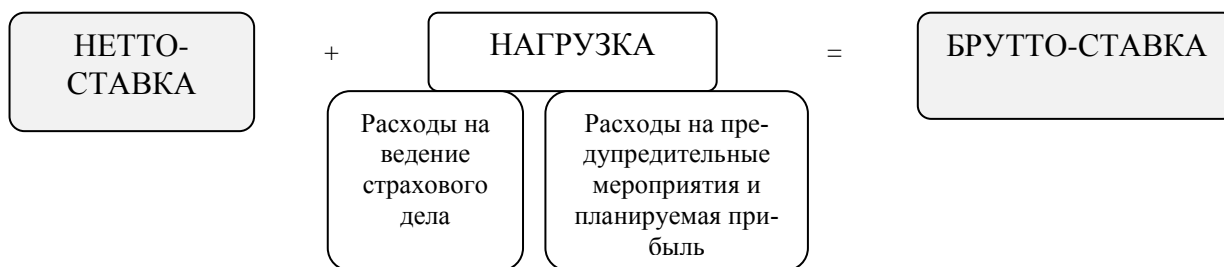 НЕТТО-
СТАВКА
+
НАГРУЗКА
=
БРУТТО-СТАВКА
Расходы на
ведение
страхового
дела
Расходы на пре-
дупредительные
мероприятия и
планируемая при-
быль